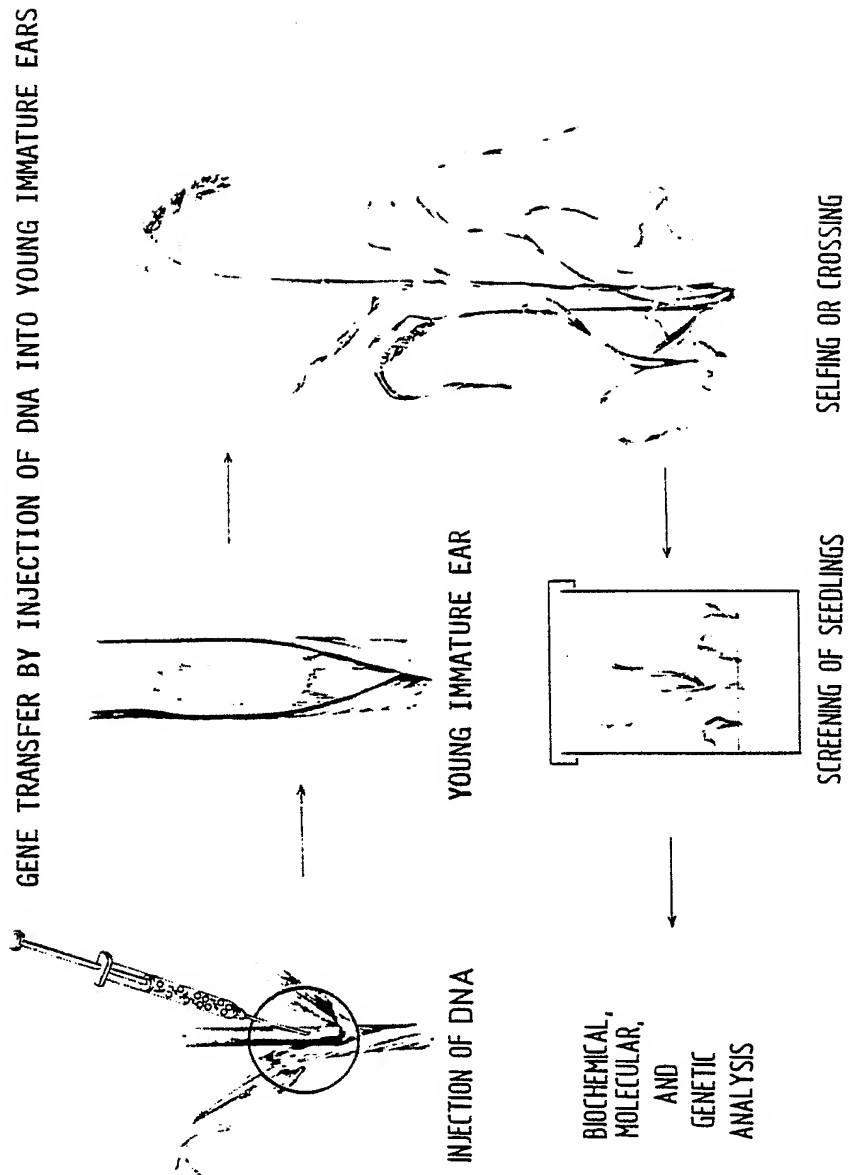 GENE TRANSFER BY INJECTION OF DNA INTO YOUNG IMMATURE EARS
INJECTION OF DNA
YOUNG IMMATURE EAR
SELFING OR CROSSING
SCREENING OF SEEDLINGS
BIOCHEMICAL,
MOLECULAR,
AND
GENETIC
ANALYSIS